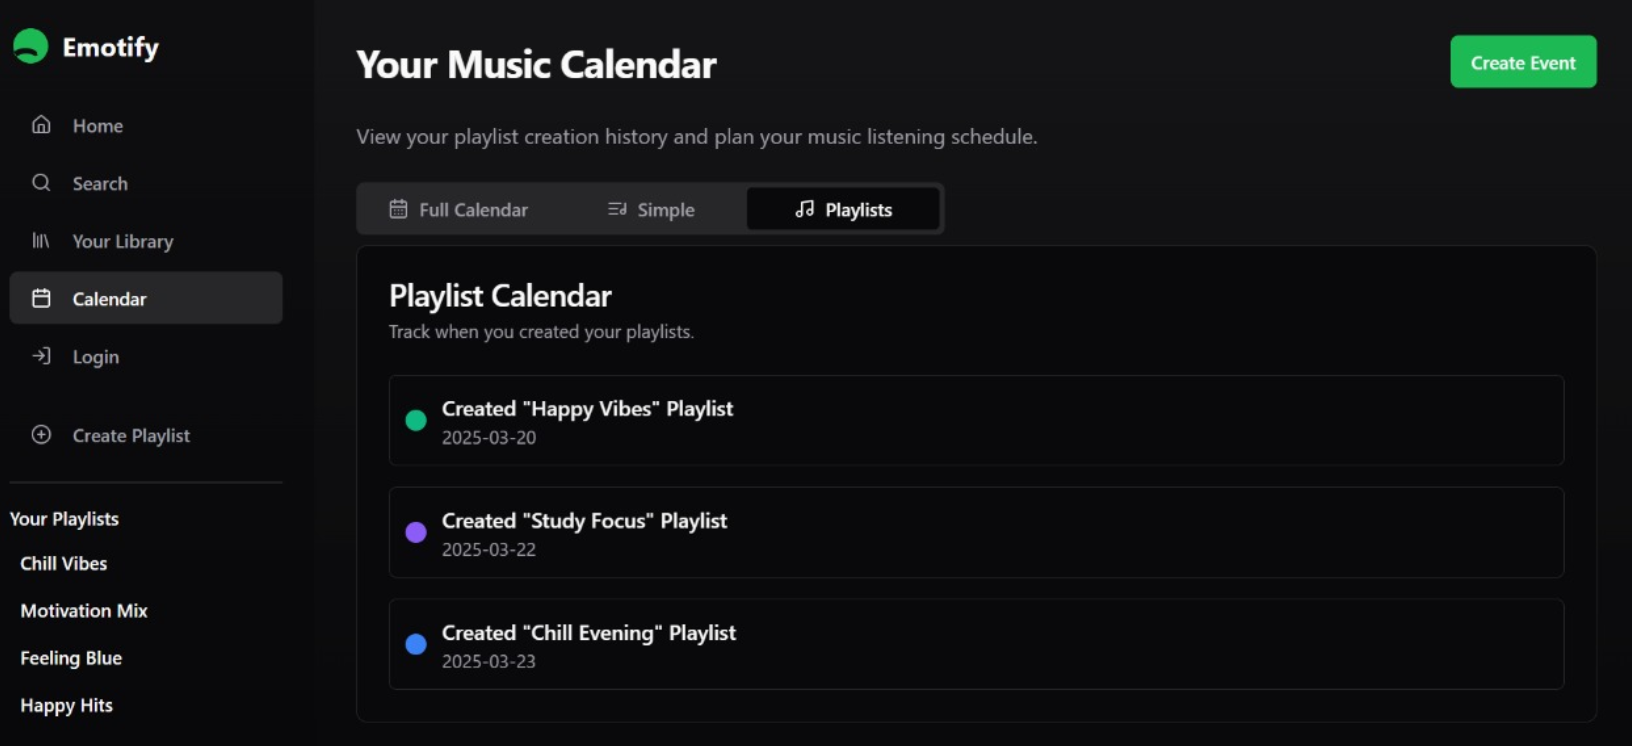 Emotify
Home
Search
Your Library
Calendar
Login
Create Playlist
Your Playlists
Chill Vibes
Motivation Mix
Feeling Blue
Happy Hits
Your Music Calendar
Create Event
View your playlist creation history and plan your music listening schedule.
Full Calendar
Simple
Playlists
Playlist Calendar
Track when you created your playlists.
Created "Happy Vibes" Playlist
2025-03-20
Created "Study Focus" Playlist
2025-03-22
Created "Chill Evening" Playlist
2025-03-23